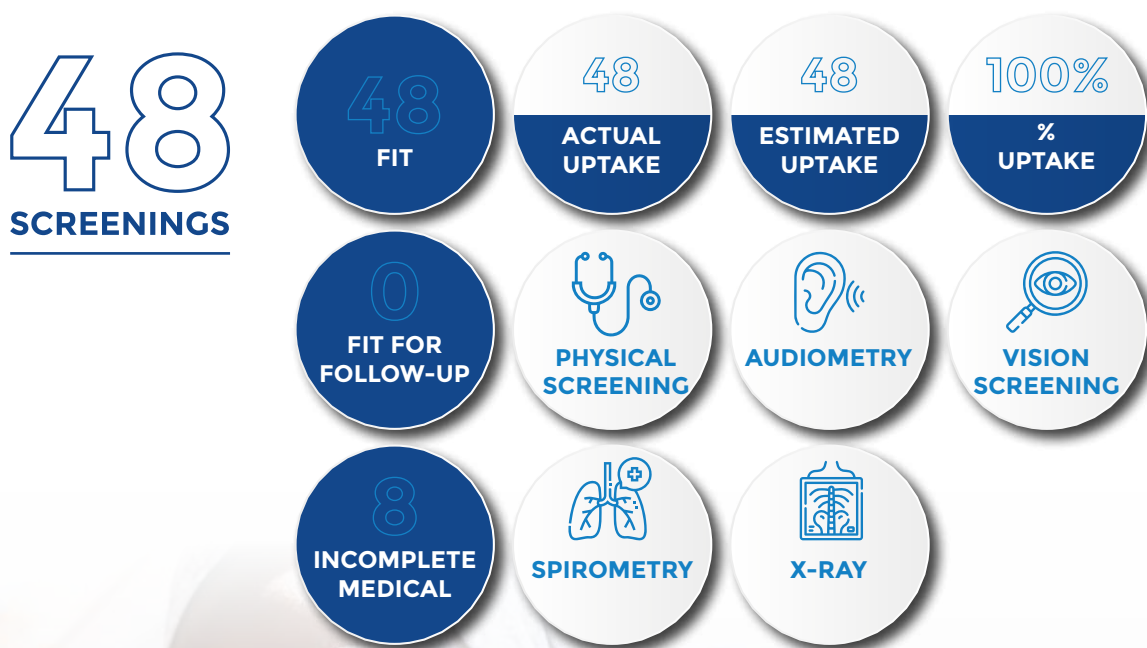 48
SCREENINGS
48
FIT
48
ACTUAL
UPTAKE
48
ESTIMATED
UPTAKE
100%
%
UPTAKE
0
FIT FOR
FOLLOW-UP
PHYSICAL
SCREENING
AUDIOMETRY
VISION
SCREENING
8
INCOMPLETE
MEDICAL
SPIROMETRY
X-RAY